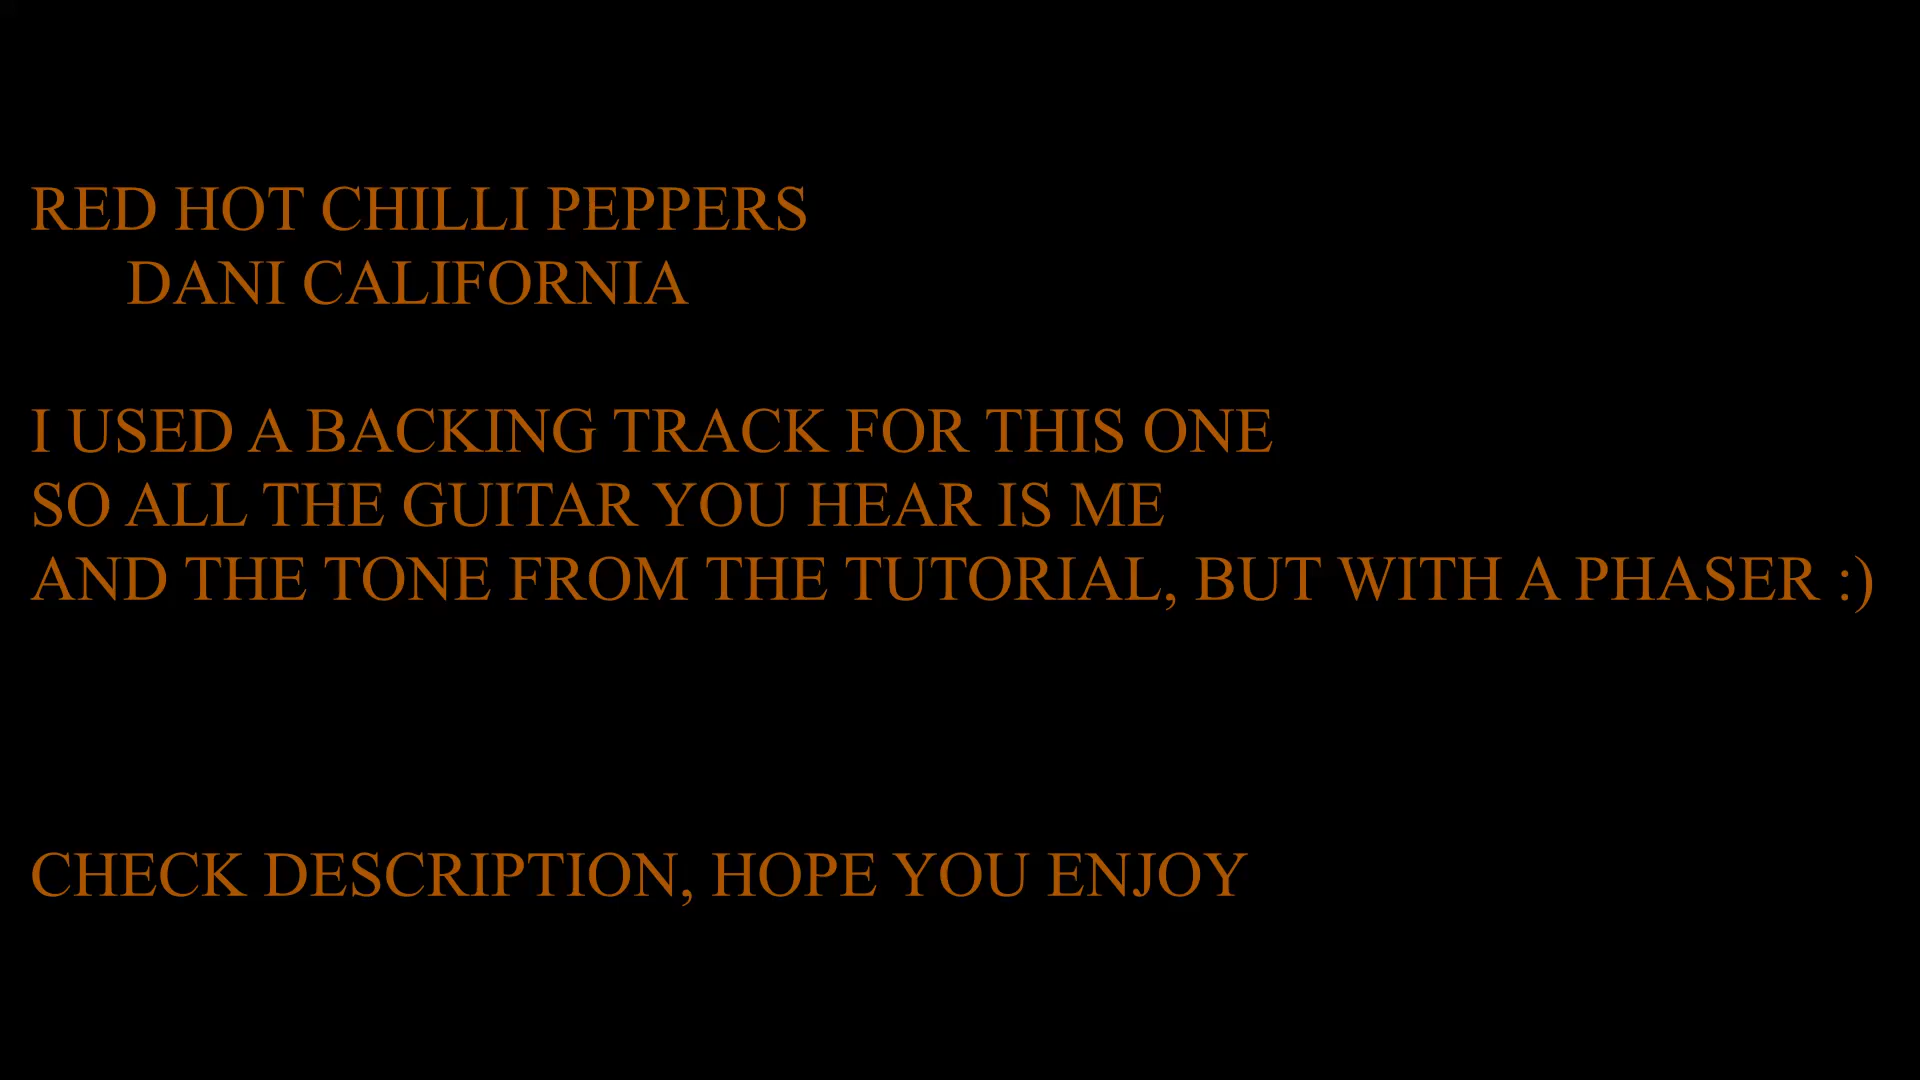 RED HOT CHILLI PEPPERS
DANI CALIFORNIA
I USED A BACKING TRACK FOR THIS ONE
SO ALL THE GUITAR YOU HEAR IS ME
AND THE TONE FROM THE TUTORIAL, BUT WITH A PHASER :)
CHECK DESCRIPTION, HOPE YOU ENJOY